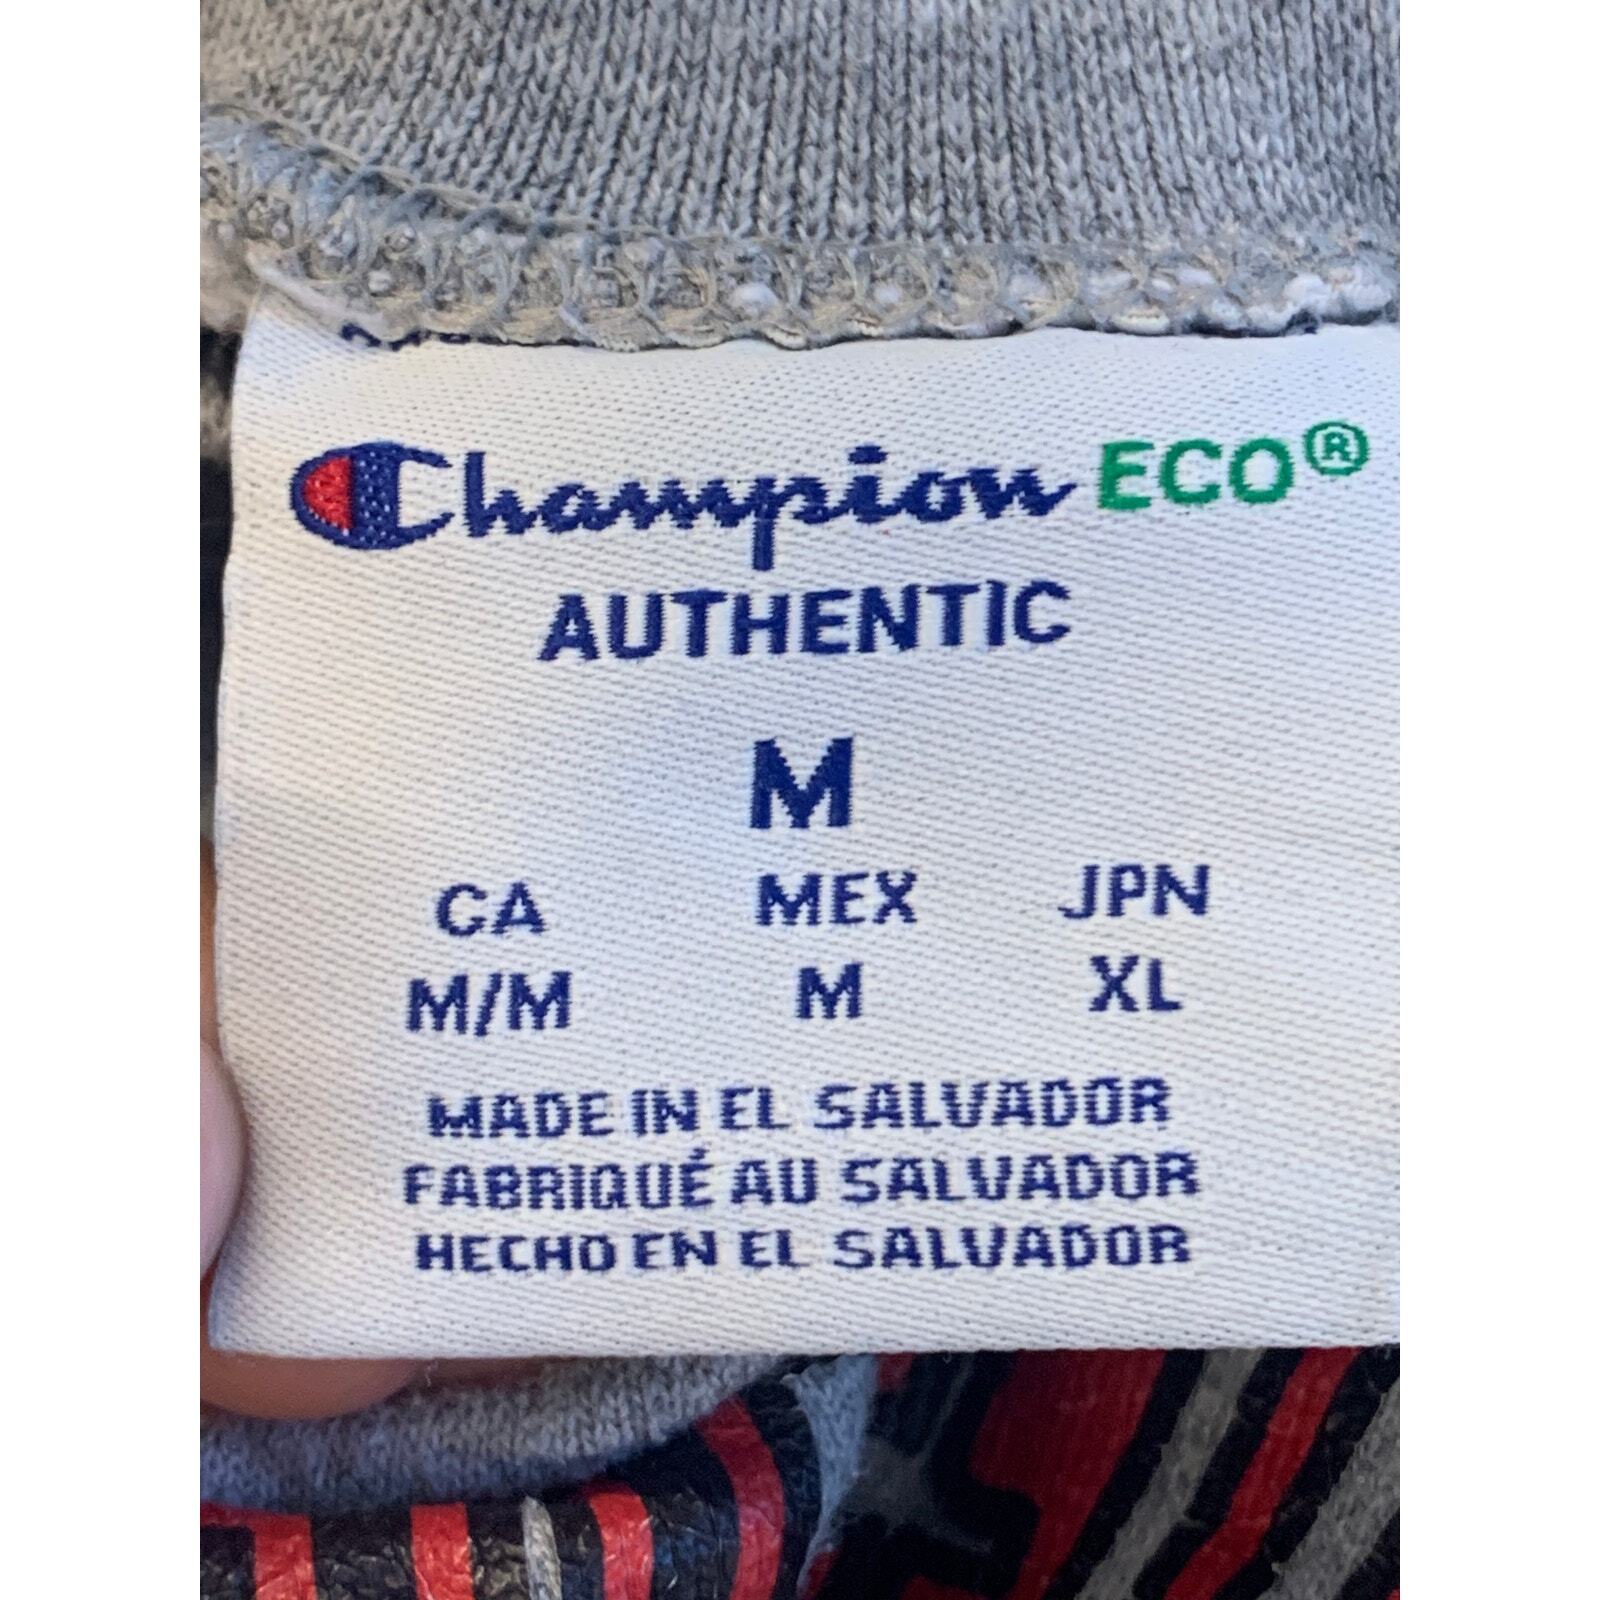 Champion ECO®
AUTHENTIC
M
CA MEX JPN
M/M M XL
MADE IN EL SALVADOR
FABRIQUÉ AU SALVADOR
HECHO EN EL SALVADOR